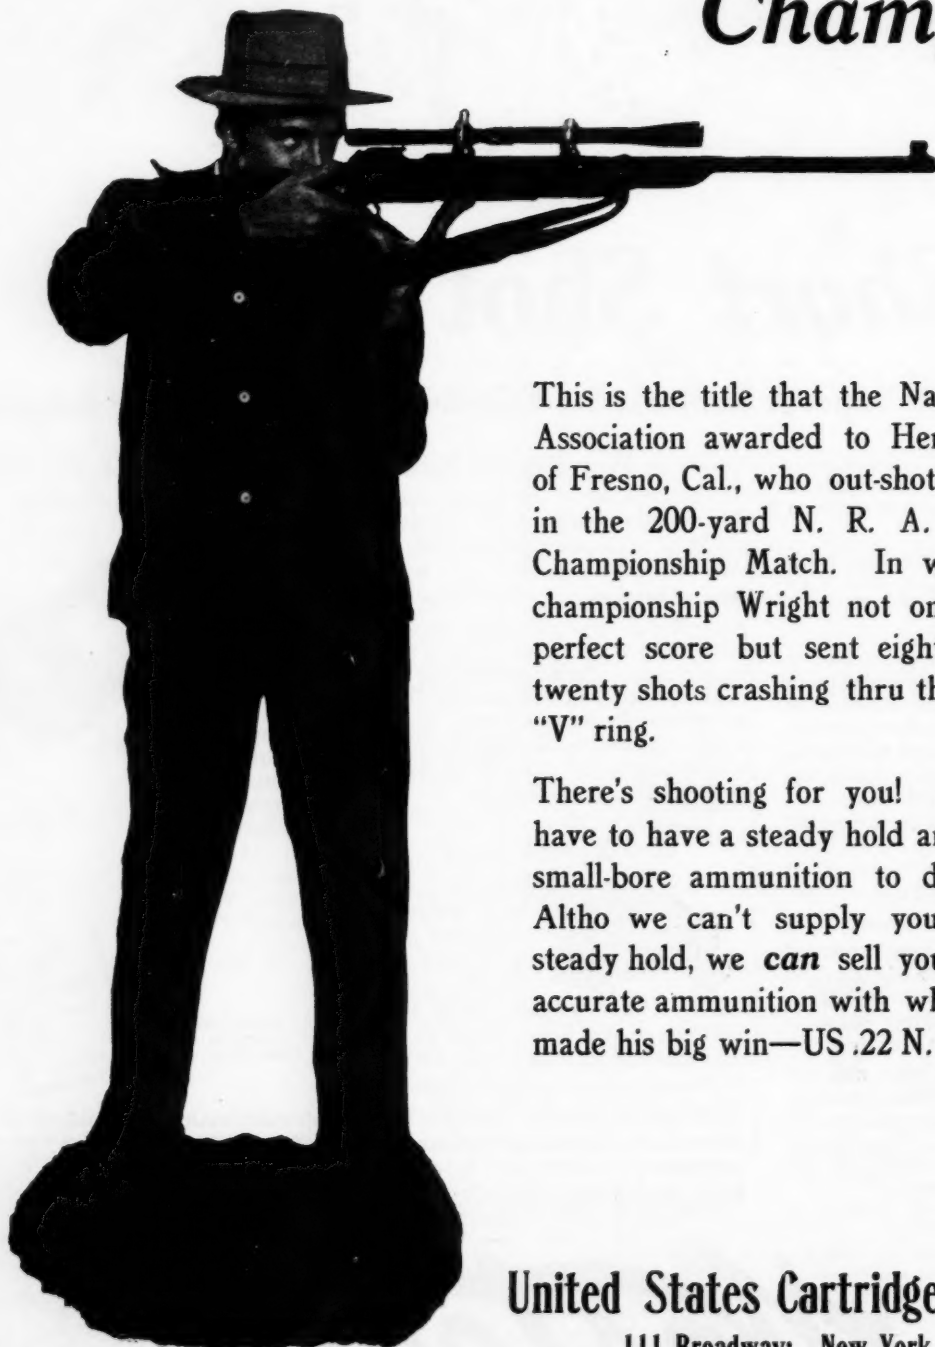 Cham
This is the title that the Na
Association awarded to Her
of Fresno, Cal., who out-shot
in the 200-yard N. R. A.
Championship Match. In w
championship Wright not on
perfect score but sent eigh
twenty shots crashing thru th
“V” ring.
There's shooting for you!
have to have a steady hold an
small-bore ammunition to d
Altho we can't supply you
steady hold, we can sell you
accurate ammunition with wh
made his big win—US .22 N.
United States Cartridge
111 Broadway, New York